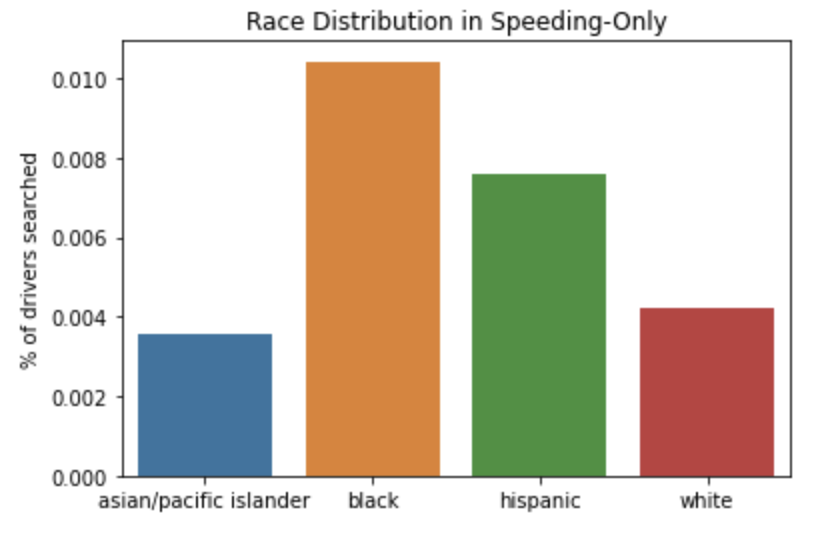 Race Distribution in Speeding-Only
% of drivers searched
0.010
0.008
0.006
0.004
0.002
0.000
asian/pacific islander black hispanic white